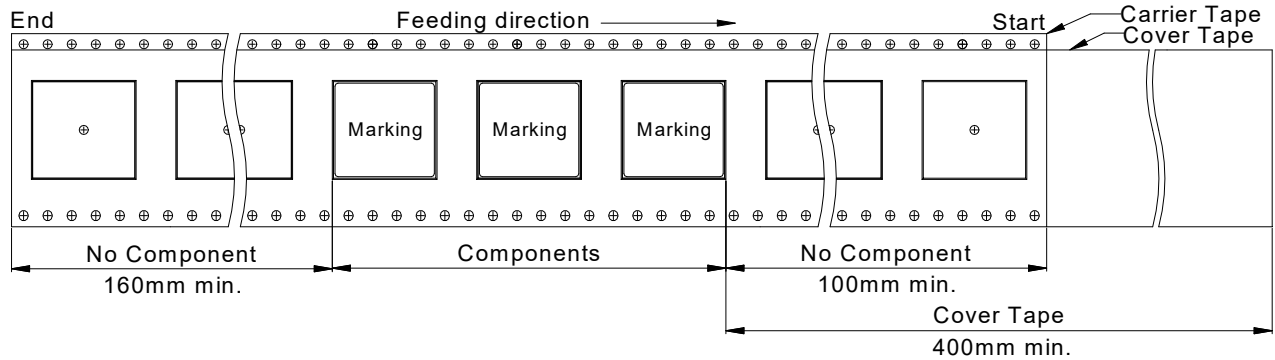 End
Feeding direction
Start
Carrier Tape
Cover Tape
Marking
Marking
Marking
No Component
160mm min.
Components
No Component
100mm min.
Cover Tape
400mm min.